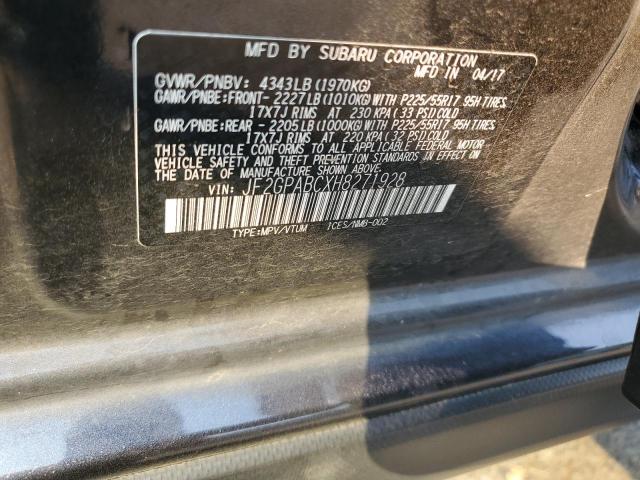 MFD BY SUBARU CORPORATION
MFD IN 04/17
GVWR/PNBV: 4343LB (1970KG)
GAWR/PNBE:FRONT- 2227LB (1010KG) WITH P225/55R17 95H TIRES,
17X7J RIMS AT 230 KPA (33 PSI) COLD
GAWR/PNBE:REAR - 2205LB (1000KG) WITH P225/55R17 95H TIRES,
17X7J RIMS AT 220 KPA (32 PSI) COLD
THIS VEHICLE CONFORMS TO ALL APPLICABLE FEDERAL MOTOR
VEHICLE SAFETY AND BUMPER STANDARDS IN EFFECT ON
THE DATE OF MANUFACTURE SHOWN ABOVE
VIN: JF2GPABCXH8271928
TYPE:MPV/VTUM ICES/NMB-002